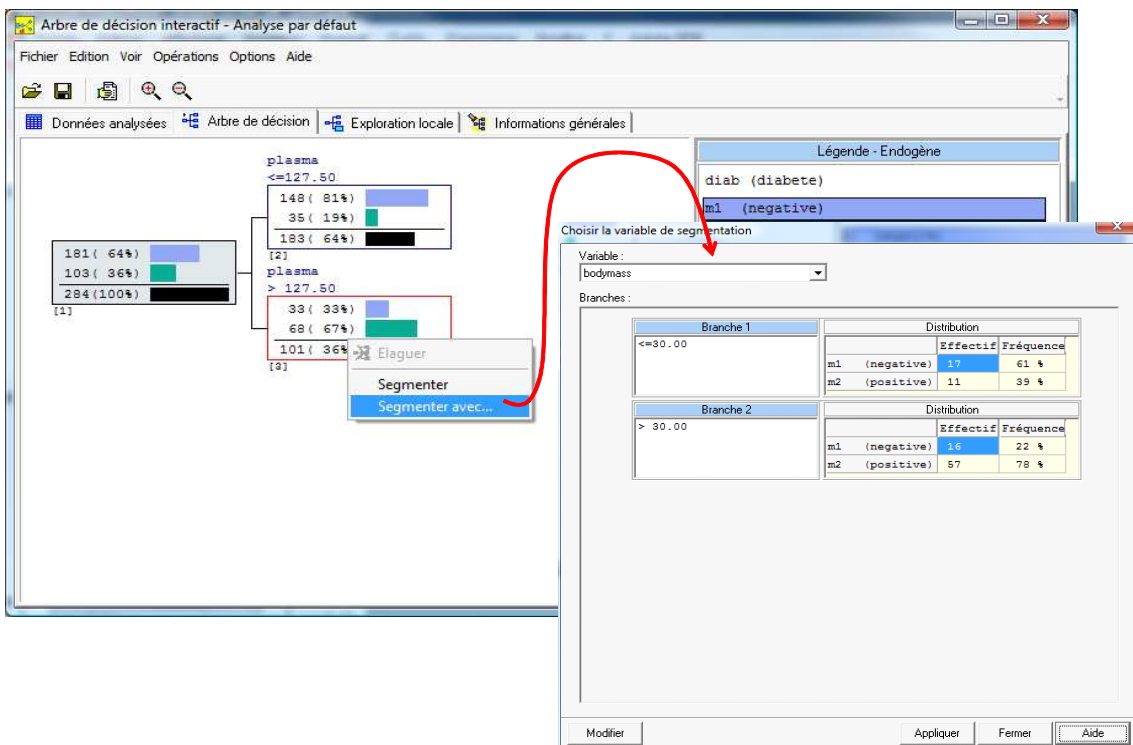 Arbre de décision interactif - Analyse par défaut
Fichier Edition Voir Opérations Options Aide
Données analysées Arbre de décision Exploration locale Informations générales
plasma
<=127.50
148( 81%)
35( 19%)
183( 64%)
[2]
181( 64%)
103( 36%)
284(100%)
[1]
plasma
> 127.50
33( 33%)
68( 67%)
101( 36%
[3]
Elaguer
Segmenter
Segmenter avec...
Légende - Endogène
diab (diabete)
m1 (negative)
Choisir la variable de segmentation
Variable :
bodymass
Branches :
Branche 1 Distribution
<=30.00
Effectif Fréquence
m1 (negative) 17 61 %
m2 (positive) 11 39 %
Branche 2 Distribution
> 30.00
Effectif Fréquence
m1 (negative) 16 22 %
m2 (positive) 57 78 %
Modifier Appliquer Fermer Aide